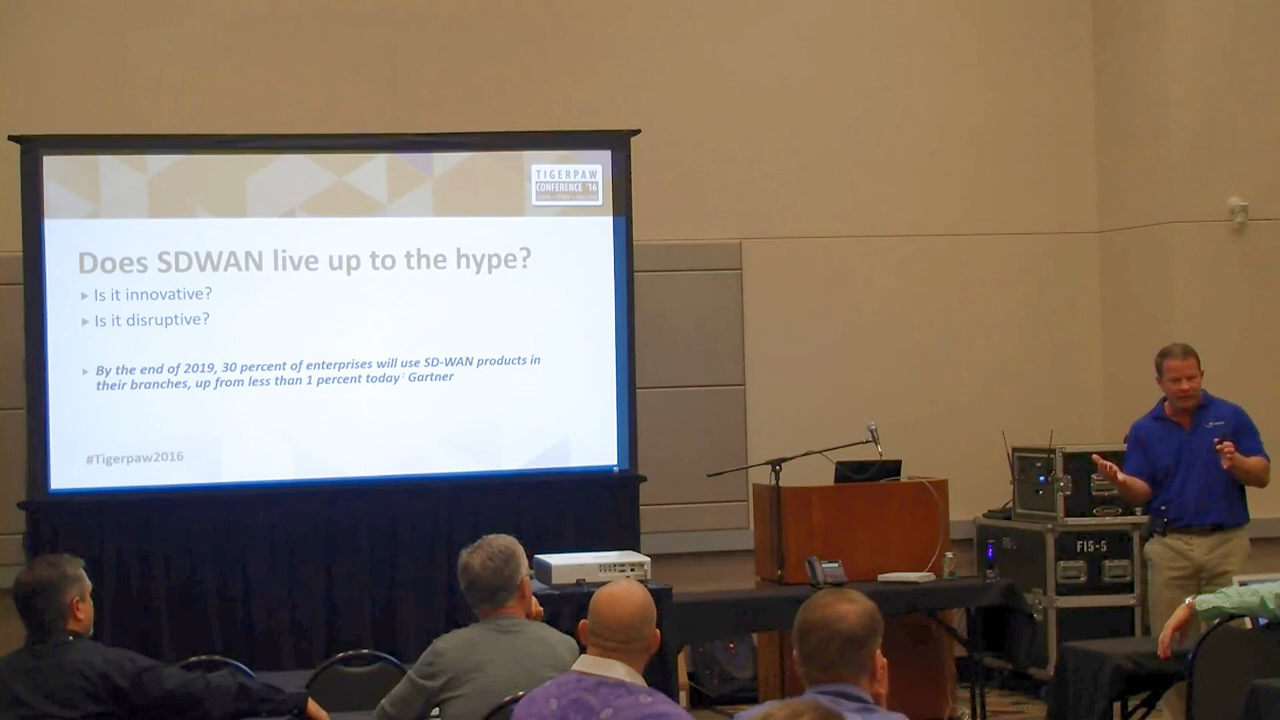 TIGERPAW
CONFERENCE '16
Does SDWAN live up to the hype?
Is it innovative?
Is it disruptive?
By the end of 2019, 30 percent of enterprises will use SD-WAN products in
their branches, up from less than 1 percent today: Gartner
#Tigerpaw2016
F15-5